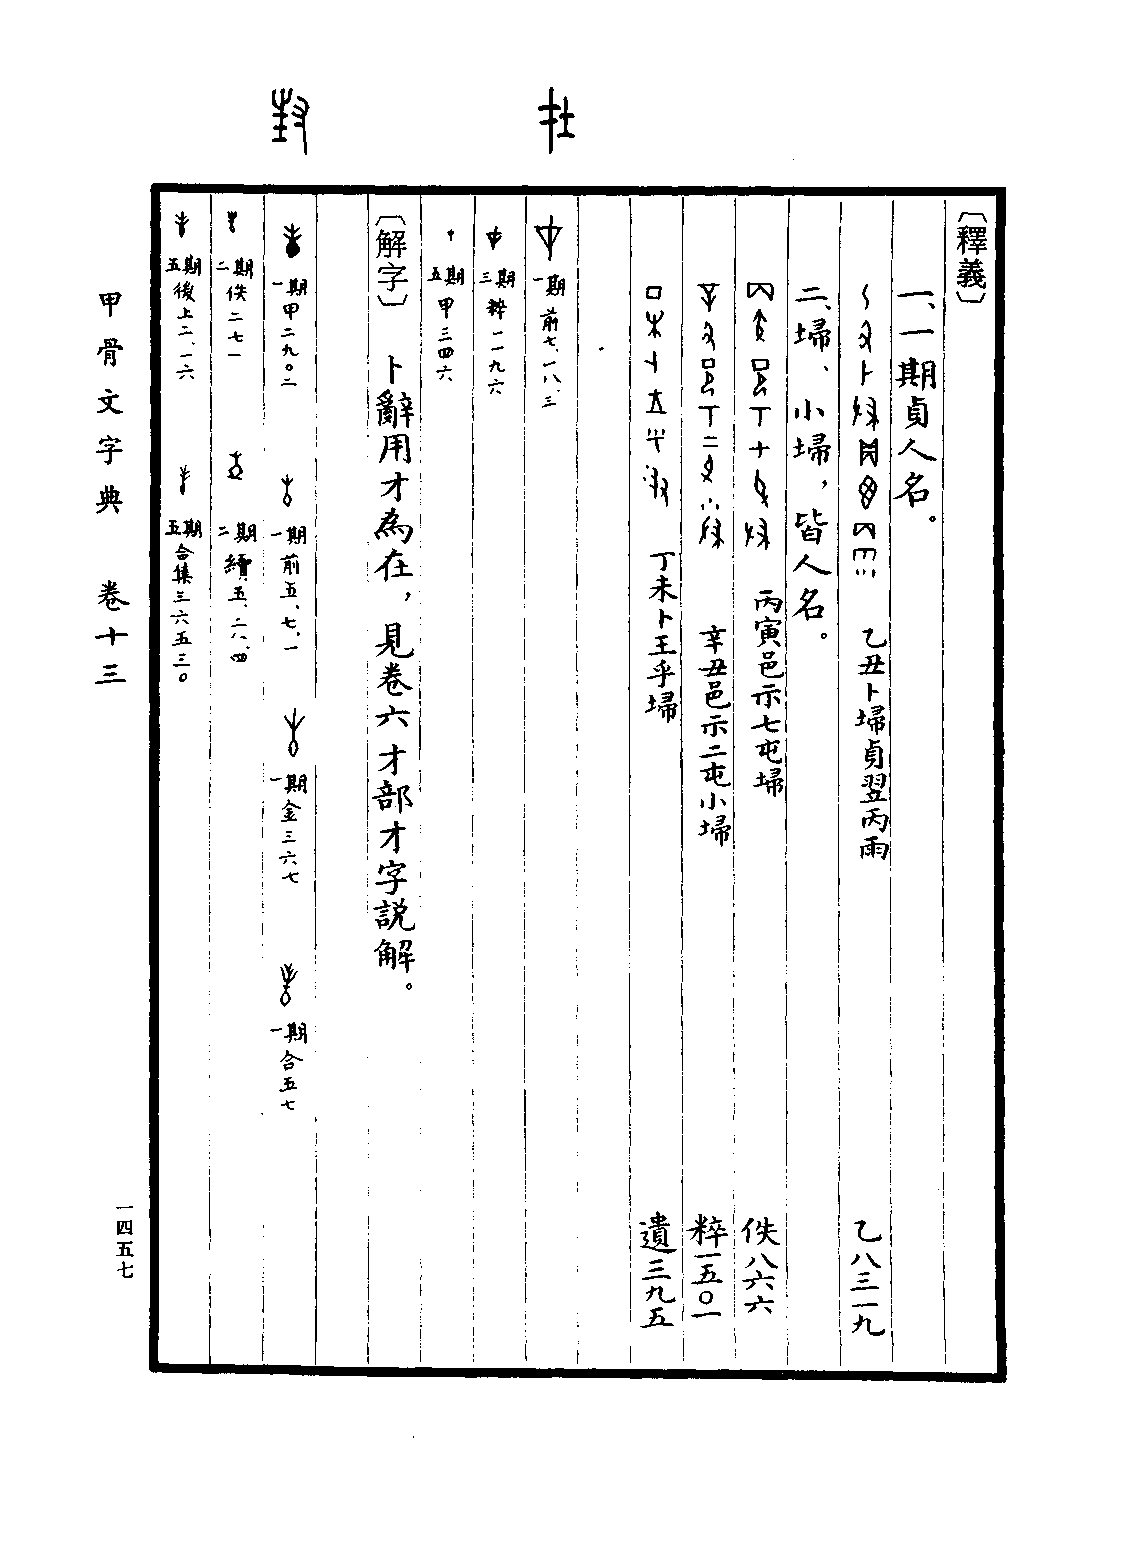 〔釋義〕
一、一期貞人名。
乙丑卜埽貞翌丙雨　乙八三一九
二、埽、小埽,皆人名。
丙寅邑示七屯埽　佚八六六
辛丑邑示二屯小埽　粹一五〇一
丁未卜王乎埽　遺三九五
一期 前七、一八、三
三期 粹一一九六
五期 甲三四六
〔解字〕卜辭用才為在,見卷六才部才字説解。
一期 甲二九〇二　一期 前五、七、一　一期 金三六七　一期 合五七
二期 佚二七一　二期 續五、二八、四
五期 後上二、一六　五期 合集三六五三〇
甲骨文字典　卷十三
一四五七